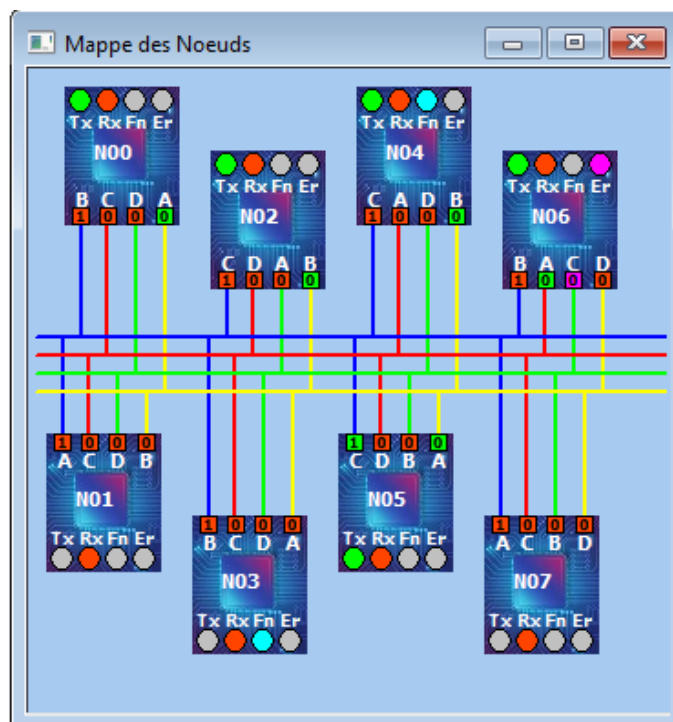 Mappe des Noeuds
Tx Rx Fn Er
N00
B C D A
1 0 0 0
Tx Rx Fn Er
N02
C D A B
1 0 0 0
Tx Rx Fn Er
N04
C A D B
1 0 0 0
Tx Rx Fn Er
N06
B A C D
1 0 0 0
1 0 0 0
A C D B
N01
Tx Rx Fn Er
1 0 0 0
B C D A
N03
Tx Rx Fn Er
1 0 0 0
C D B A
N05
Tx Rx Fn Er
1 0 0 0
A C B D
N07
Tx Rx Fn Er